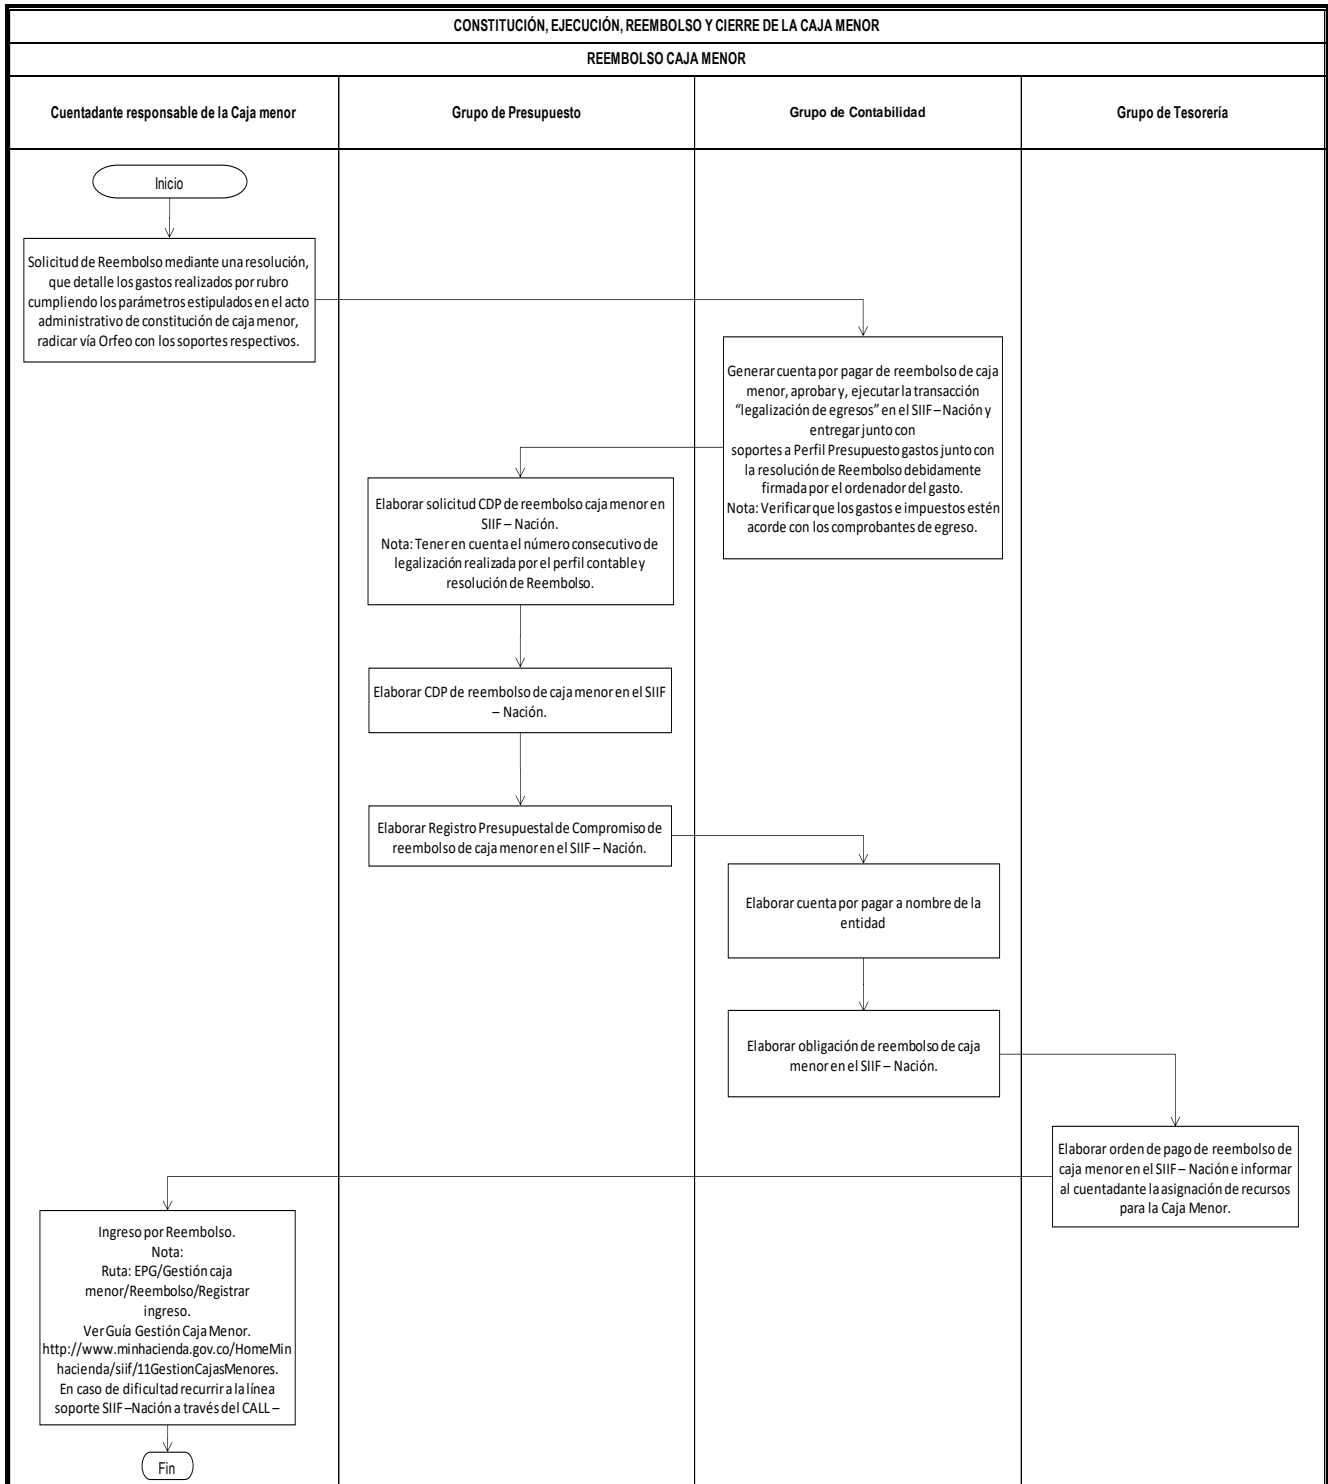 CONSTITUCIÓN, EJECUCIÓN, REEMBOLSO Y CIERRE DE LA CAJA MENOR
REEMBOLSO CAJA MENOR
Cuentadante responsable de la Caja menor
Grupo de Presupuesto
Grupo de Contabilidad
Grupo de Tesorería
Inicio
Solicitud de Reembolso mediante una resolución,
que detalle los gastos realizados por rubro
cumpliendo los parámetros estipulados en el acto
administrativo de constitución de caja menor,
radicar vía Orfeo con los soportes respectivos.
Generar cuenta por pagar de reembolso de caja
menor, aprobar y, ejecutar la transacción
“legalización de egresos” en el SIIF – Nación y
entregar junto con
soportes a Perfil Presupuesto gastos junto con
la resolución de Reembolso debidamente
firmada por el ordenador del gasto.
Nota: Verificar que los gastos e impuestos estén
acorde con los comprobantes de egreso.
Elaborar solicitud CDP de reembolso caja menor en
SIIF – Nación.
Nota: Tener en cuenta el número consecutivo de
legalización realizada por el perfil contable y
resolución de Reembolso.
Elaborar CDP de reembolso de caja menor en el SIIF
– Nación.
Elaborar Registro Presupuestal de Compromiso de
reembolso de caja menor en el SIIF – Nación.
Elaborar cuenta por pagar a nombre de la
entidad
Elaborar obligación de reembolso de caja
menor en el SIIF – Nación.
Elaborar orden de pago de reembolso de
caja menor en el SIIF – Nación e informar
al cuentadante la asignación de recursos
para la Caja Menor.
Ingreso por Reembolso.
Nota:
Ruta: EPG/Gestión caja
menor/Reembolso/Registrar
ingreso.
Ver Guía Gestión Caja Menor.
http://www.minhacienda.gov.co/HomeMin
hacienda/siif/11GestionCajasMenores.
En caso de dificultad recurrir a la línea
soporte SIIF –Nación a través del CALL –
Fin